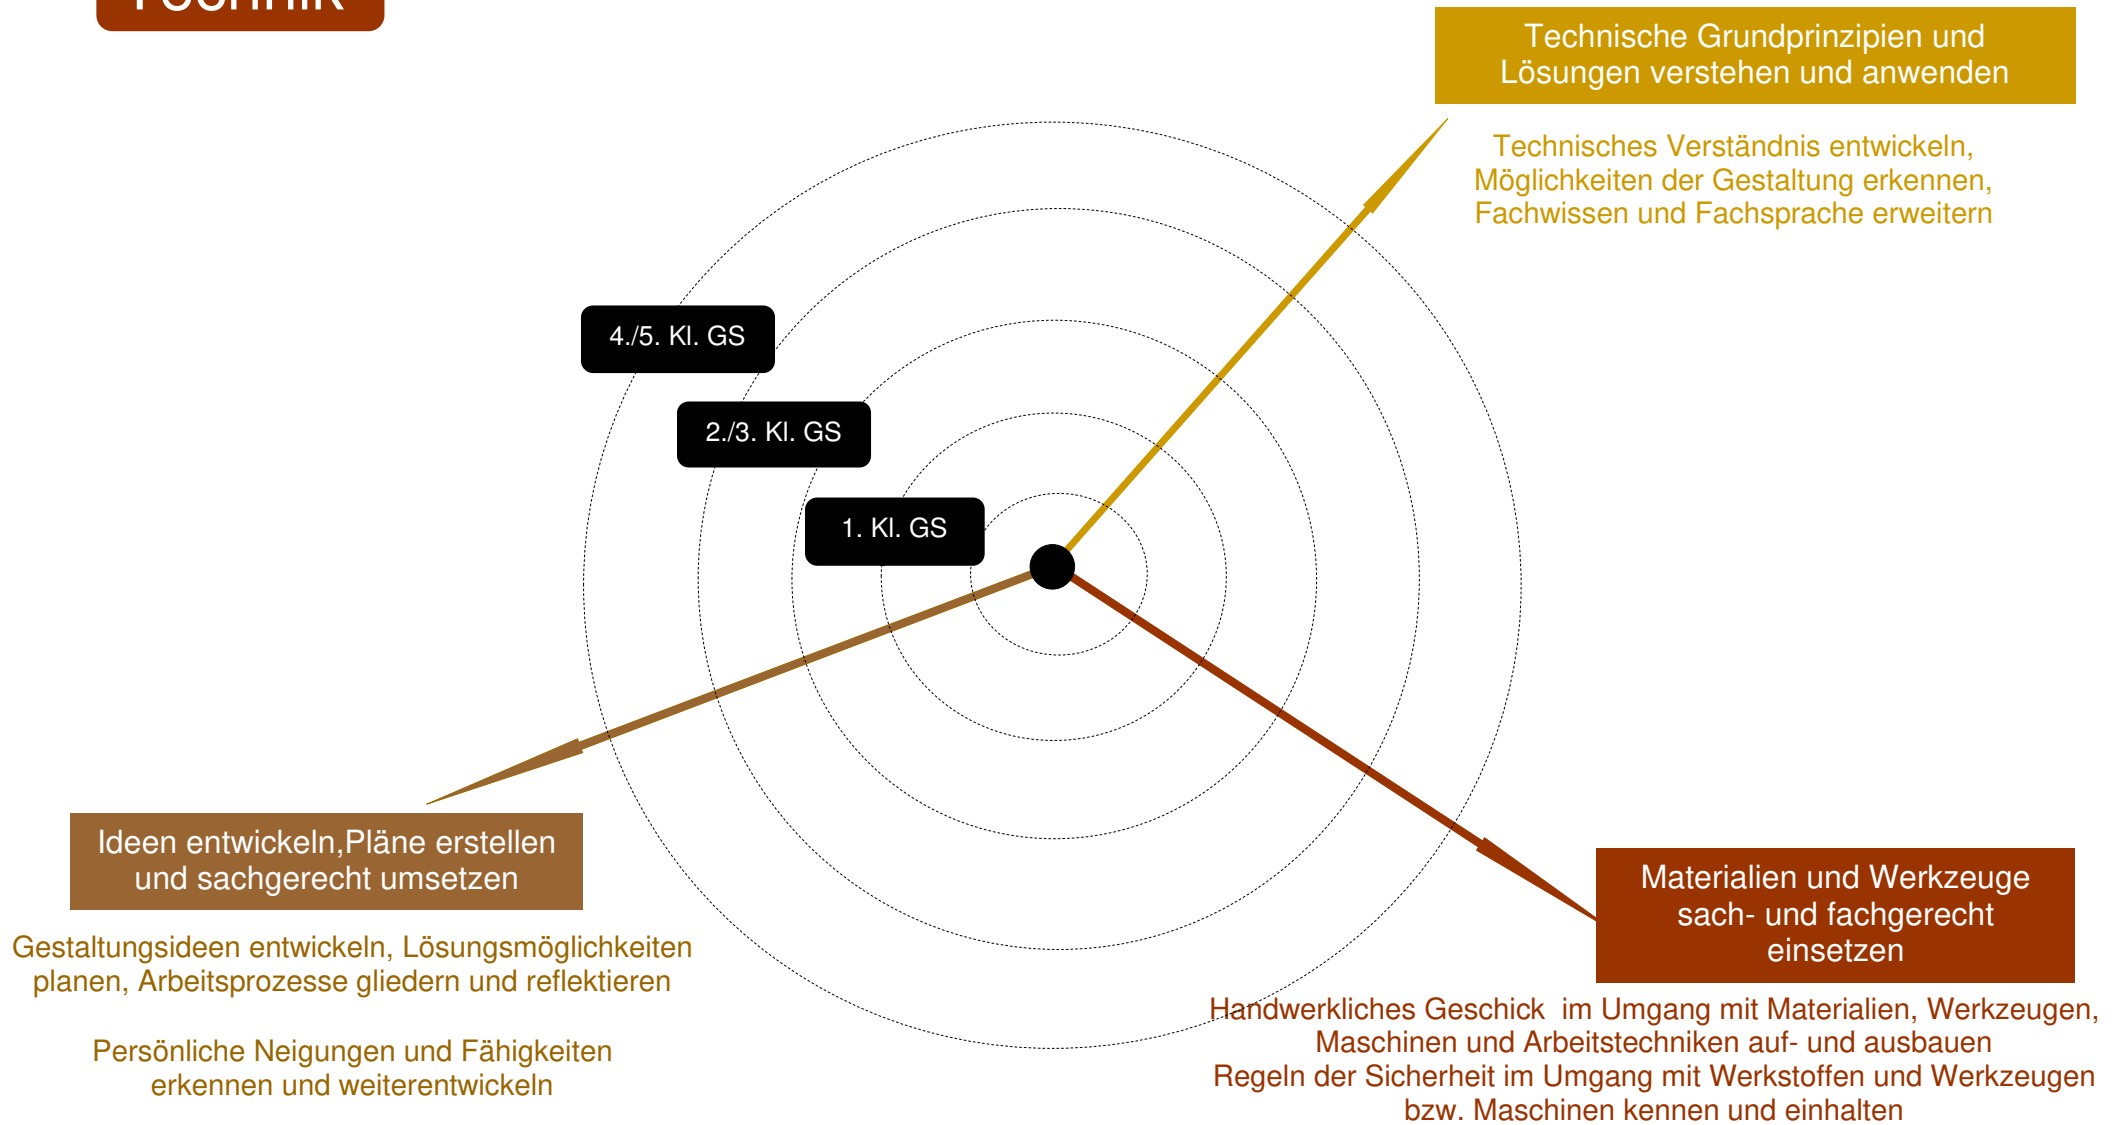 Technik
Technische Grundprinzipien und
Lösungen verstehen und anwenden
Technisches Verständnis entwickeln,
Möglichkeiten der Gestaltung erkennen,
Fachwissen und Fachsprache erweitern
4./5. Kl. GS
2./3. Kl. GS
1. Kl. GS
Ideen entwickeln,Pläne erstellen
und sachgerecht umsetzen
Gestaltungsideen entwickeln, Lösungsmöglichkeiten
planen, Arbeitsprozesse gliedern und reflektieren
Persönliche Neigungen und Fähigkeiten
erkennen und weiterentwickeln
Materialien und Werkzeuge
sach- und fachgerecht
einsetzen
Handwerkliches Geschick  im Umgang mit Materialien, Werkzeugen,
Maschinen und Arbeitstechniken auf- und ausbauen
Regeln der Sicherheit im Umgang mit Werkstoffen und Werkzeugen
bzw. Maschinen kennen und einhalten